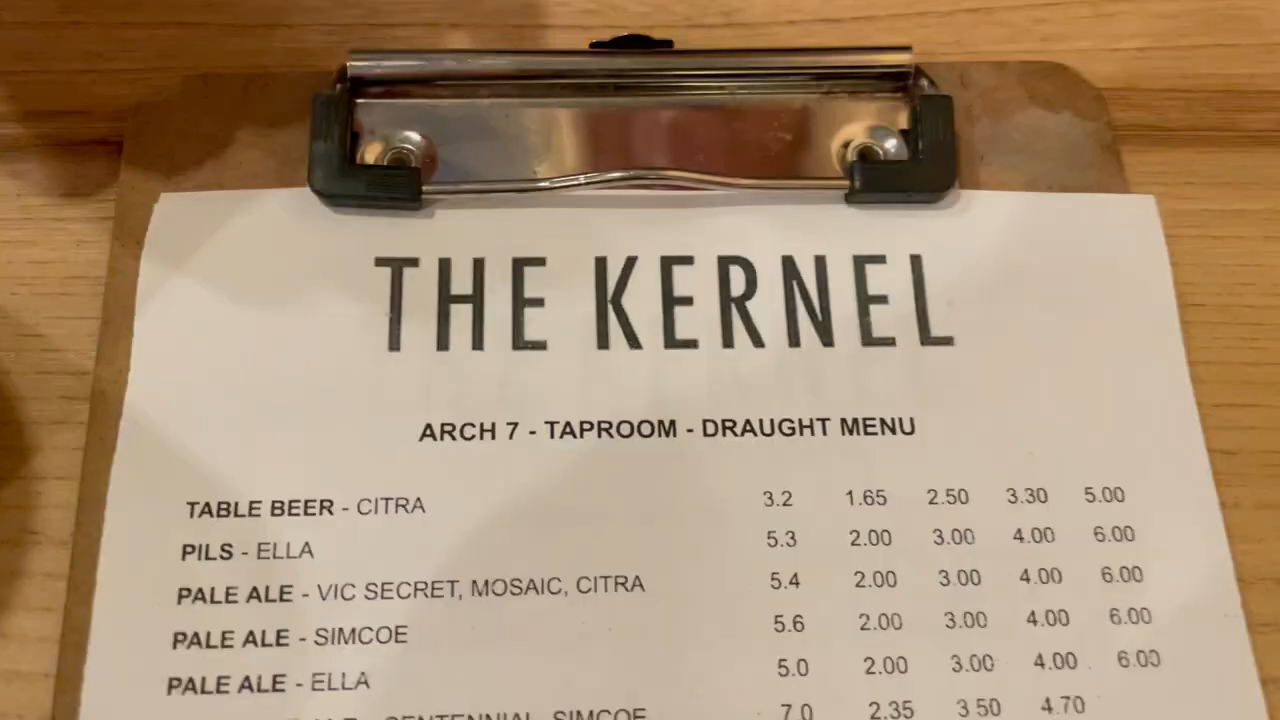 THE KERNEL
ARCH 7 - TAPROOM - DRAUGHT MENU
TABLE BEER - CITRA 3.2 1.65 2.50 3.30 5.00
PILS - ELLA 5.3 2.00 3.00 4.00 6.00
PALE ALE - VIC SECRET, MOSAIC, CITRA 5.4 2.00 3.00 4.00 6.00
PALE ALE - SIMCOE 5.6 2.00 3.00 4.00 6.00
PALE ALE - ELLA 5.0 2.00 3.00 4.00 6.00
CENTENNIAL, SIMCOE 7.0 2.35 3.50 4.70